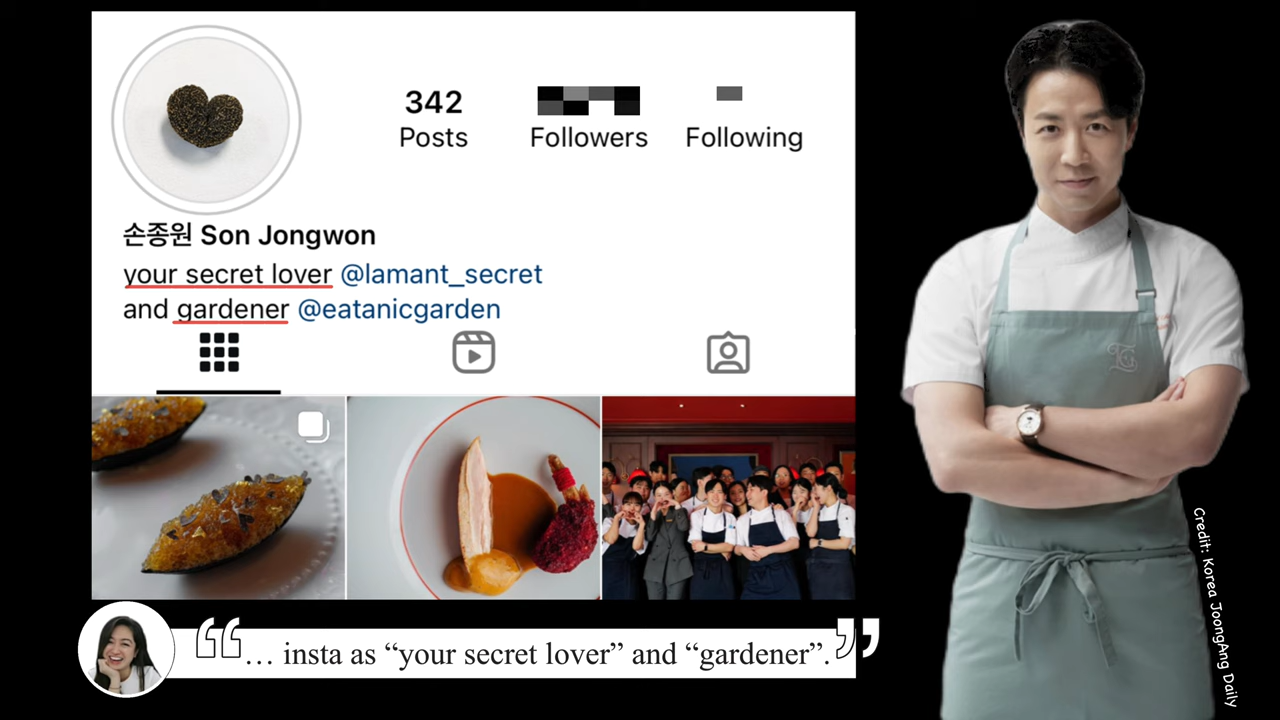 342
Posts
Followers
Following
손종원 Son Jongwon
your secret lover @lamant_secret
and gardener @eatanicgarden
“… insta as “your secret lover” and “gardener”.”
Credit: Korea JoongAng Daily